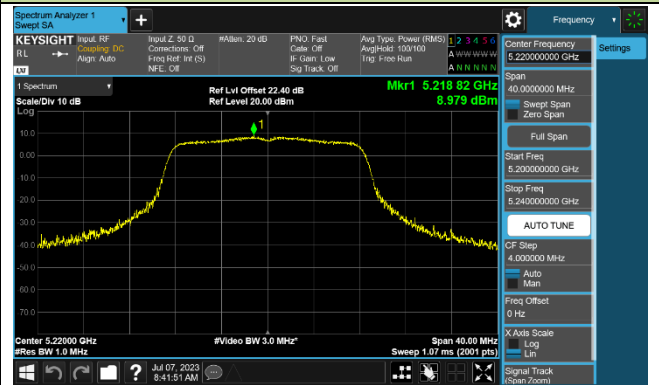 Spectrum Analyzer 1
Swept SA
+
Frequency
KEYSIGHT
RL
LXI
Input: RF
Coupling: DC
Align: Auto
Input Z: 50 Ω
Corrections: Off
Freq Ref: Int (S)
NFE: Off
#Atten: 20 dB
PNO: Fast
Gate: Off
IF Gain: Low
Sig Track: Off
Avg Type: Power (RMS)
Avg|Hold: 100/100
Trig: Free Run
1 2 3 4 5 6
A W W W W W
A N N N N N
1 Spectrum
Scale/Div 10 dB
Log
Ref Lvl Offset 22.40 dB
Ref Level 20.00 dBm
Mkr1 5.218 82 GHz
8.979 dBm
1
10.0
0.00
-10.0
-20.0
-30.0
-40.0
-50.0
-60.0
-70.0
Center 5.22000 GHz
#Res BW 1.0 MHz
#Video BW 3.0 MHz*
Span 40.00 MHz
Sweep 1.07 ms (2001 pts)
Jul 07, 2023
8:41:51 AM
Center Frequency
5.220000000 GHz
Settings
Span
40.0000000 MHz
Swept Span
Zero Span
Full Span
Start Freq
5.200000000 GHz
Stop Freq
5.240000000 GHz
AUTO TUNE
CF Step
4.000000 MHz
Auto
Man
Freq Offset
0 Hz
X Axis Scale
Log
Lin
Signal Track
(Span Zoom)